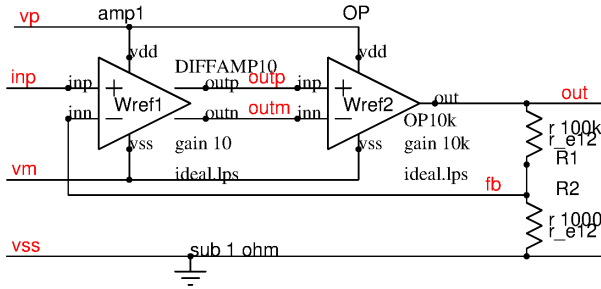 vp
amp1
OP
vdd
vdd
DIFFAMP10
inp
inp
outp
outp
inp
out
out
Wref1
Wref2
inn
outn
outm
inn
OP10k
r 100k
r_e12
vss
gain 10
vss
gain 10k
R1
vm
ideal.lps
ideal.lps
fb
R2
r 1000
r_e12
vss
sub 1 ohm